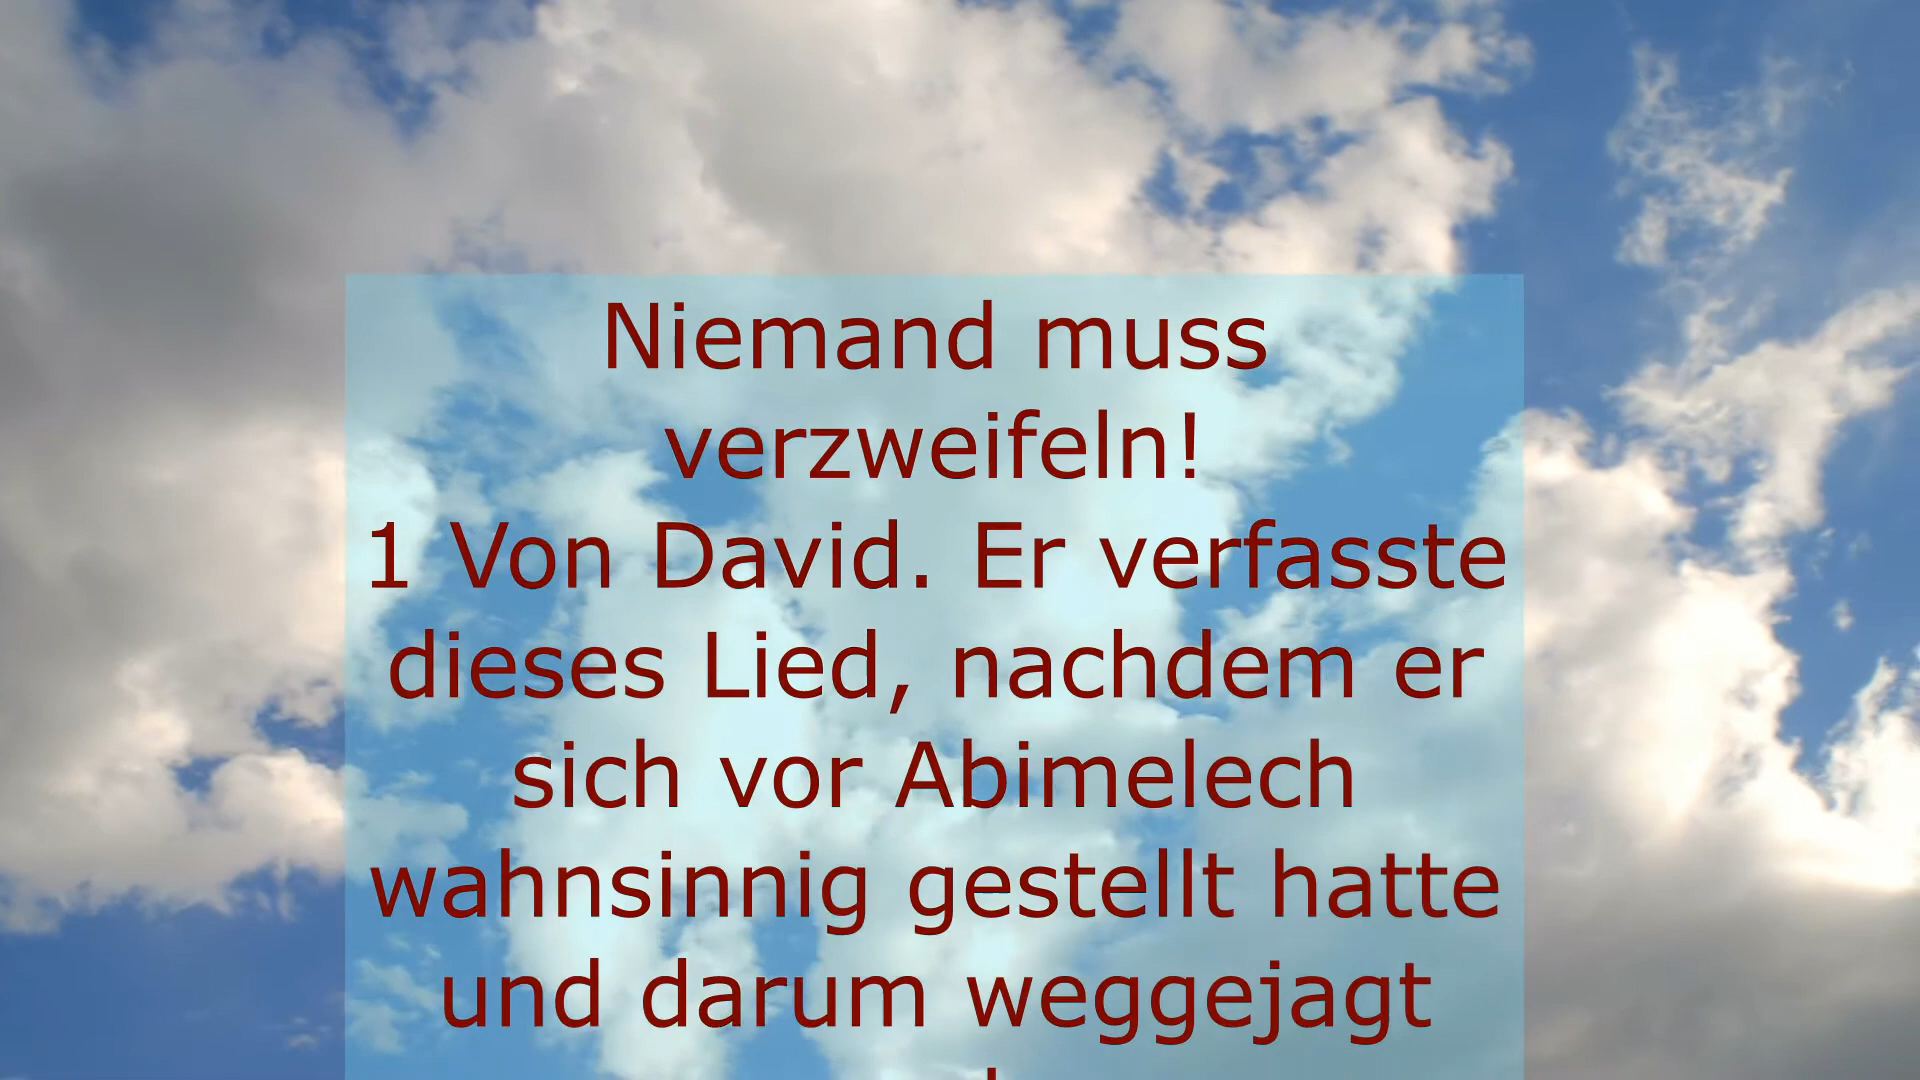 Niemand muss
verzweifeln!
1 Von David. Er verfasste
dieses Lied, nachdem er
sich vor Abimelech
wahnsinnig gestellt hatte
und darum weggejagt